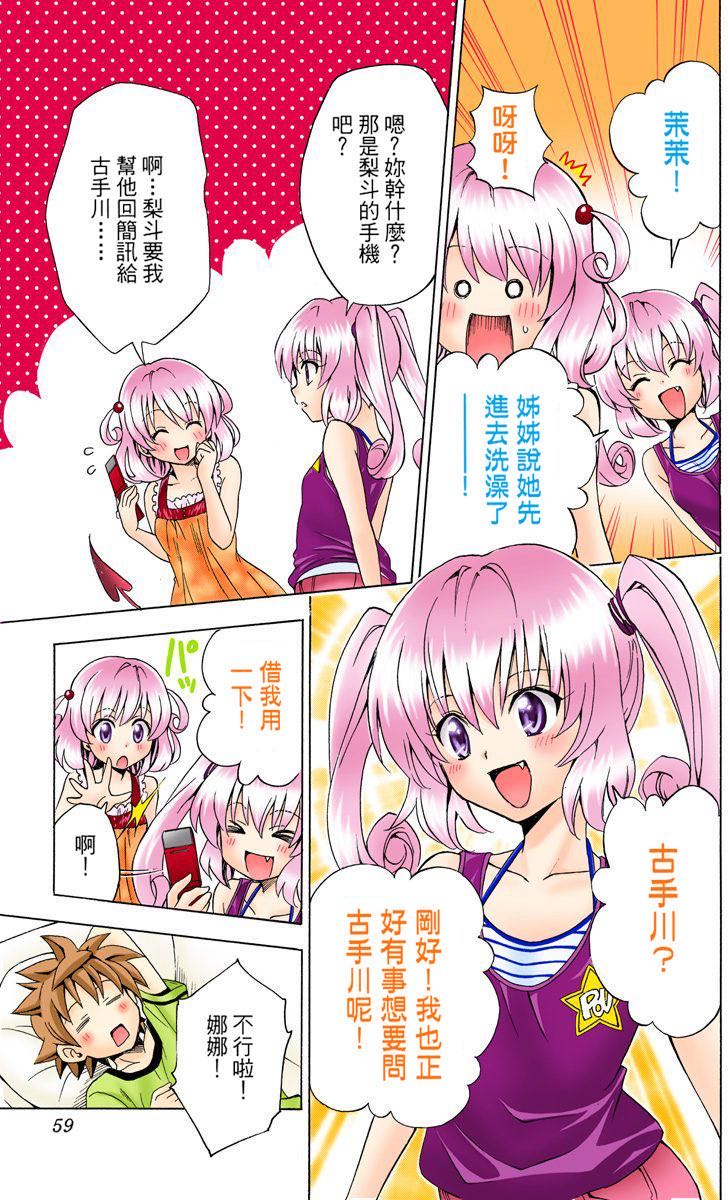 茉茉！
呀呀！
姊姊說她先
進去洗澡了
——！
嗯？妳幹什麼？
那是梨斗的手機
吧？
啊…梨斗要我
幫他回簡訊給
古手川……
古手川？
剛好！我也正
好有事想要問
古手川呢！
借我用
一下！
パッ
啊！
不行啦！
娜娜！
59